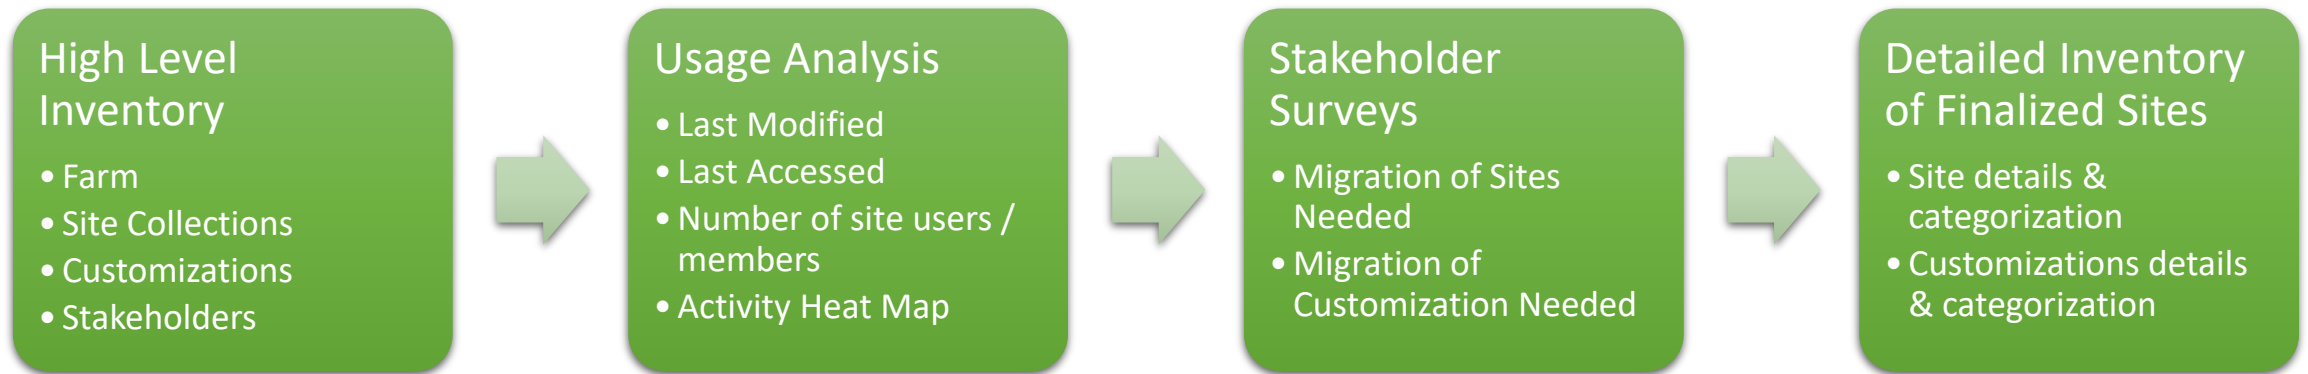 High Level
Inventory
• Farm
• Site Collections
• Customizations
• Stakeholders
Usage Analysis
• Last Modified
• Last Accessed
• Number of site users /
members
• Activity Heat Map
Stakeholder
Surveys
• Migration of Sites
Needed
• Migration of
Customization Needed
Detailed Inventory
of Finalized Sites
• Site details &
categorization
• Customizations details
& categorization